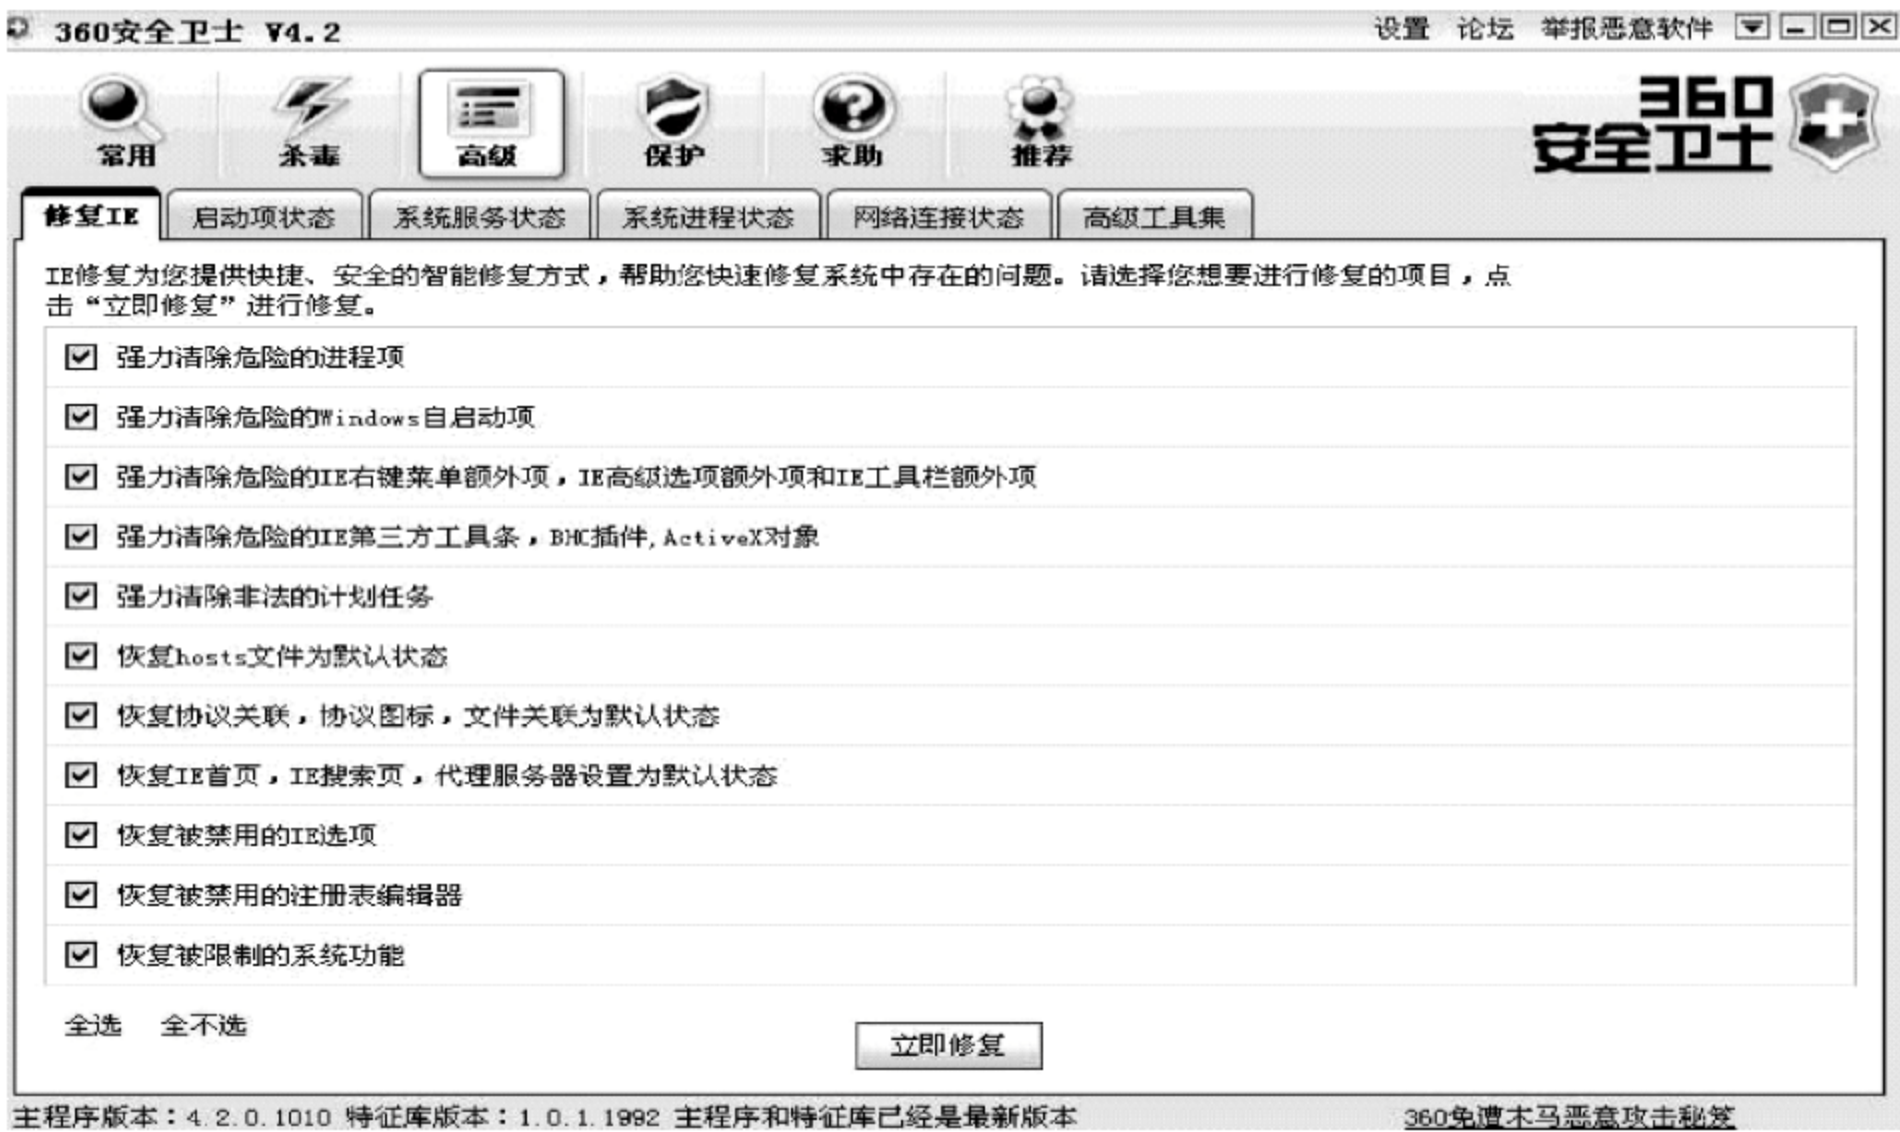 360安全卫士 V4.2
设置 论坛 举报恶意软件
常用 杀毒 高级 保护 求助 推荐
360
安全卫士
修复IE 启动项状态 系统服务状态 系统进程状态 网络连接状态 高级工具集
IE修复为您提供快捷、安全的智能修复方式，帮助您快速修复系统中存在的问题。请选择您想要进行修复的项目，点
击“立即修复”进行修复。
强力清除危险的进程项
强力清除危险的Windows自启动项
强力清除危险的IE右键菜单额外项，IE高级选项额外项和IE工具栏额外项
强力清除危险的IE第三方工具条，BHO插件,ActiveX对象
强力清除非法的计划任务
恢复hosts文件为默认状态
恢复协议关联，协议图标，文件关联为默认状态
恢复IE首页，IE搜索页，代理服务器设置为默认状态
恢复被禁用的IE选项
恢复被禁用的注册表编辑器
恢复被限制的系统功能
全选 全不选
立即修复
主程序版本：4.2.0.1010 特征库版本：1.0.1.1992 主程序和特征库已经是最新版本
360免遭木马恶意攻击秘笈